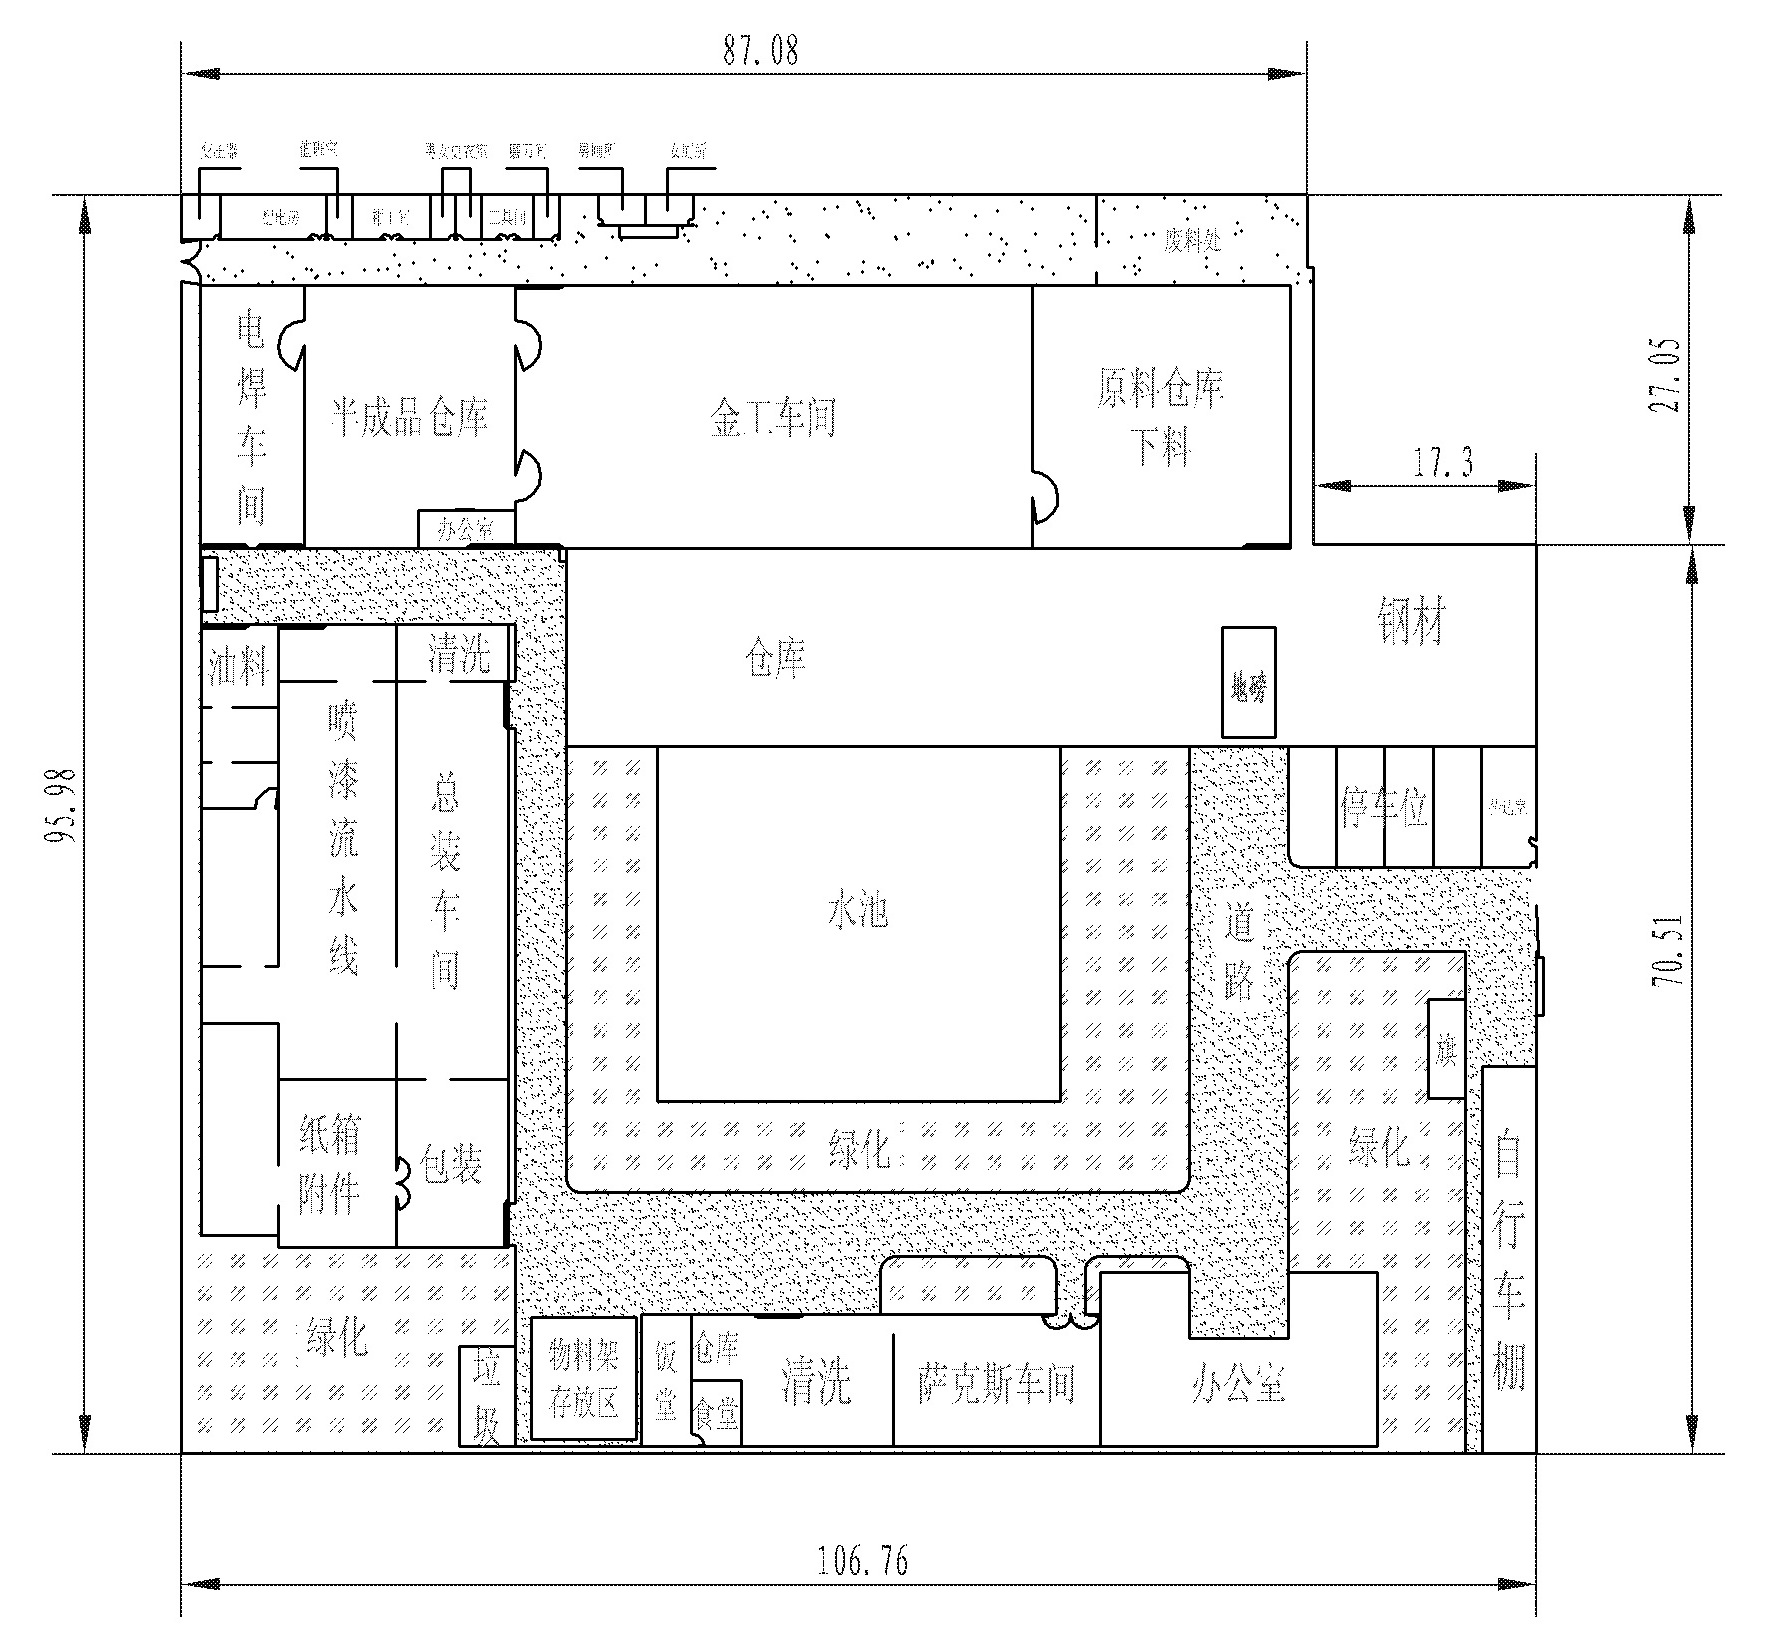 87.08
废料处
电焊车间
半成品仓库
金工车间
原料仓库
下料
27.05
17.3
办公室
钢材
仓库
地磅
油料
清洗
喷漆流水线
总装车间
95.98
停车位
水池
道路
70.51
旗
纸箱
附件
包装
绿化
绿化
自行车棚
绿化
垃圾
物料架
存放区
饭堂
仓库
食堂
清洗
萨克斯车间
办公室
106.76